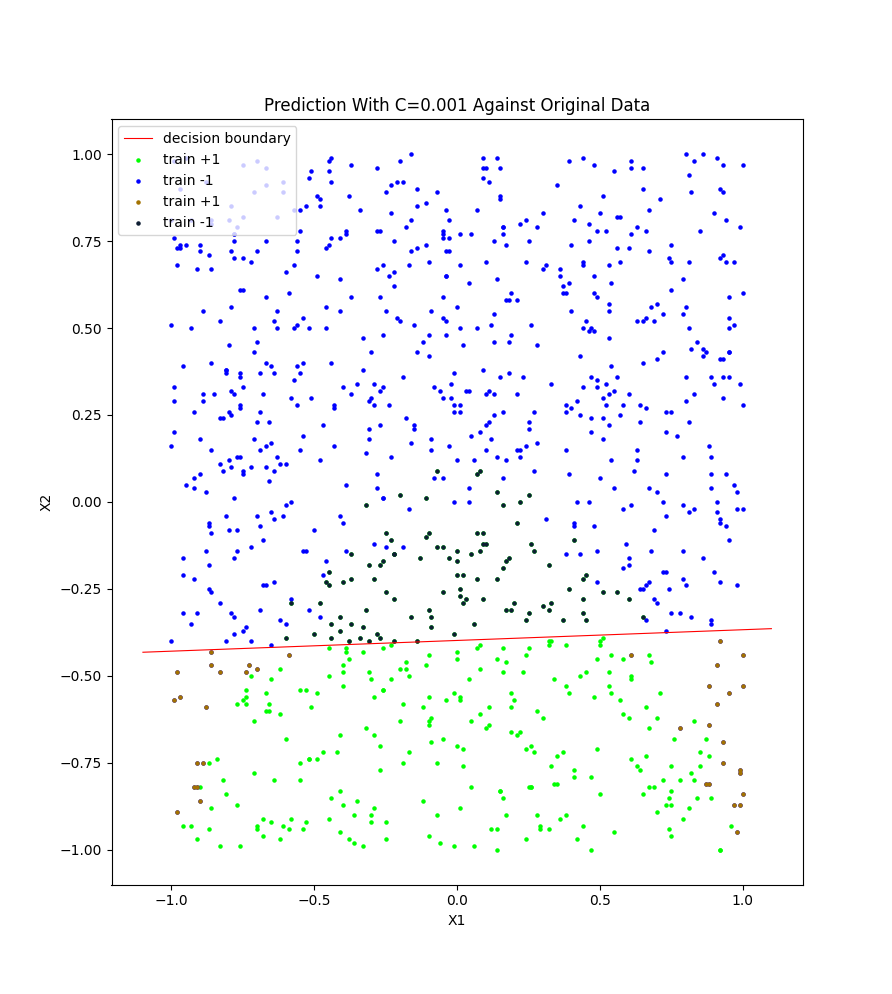 Prediction With C=0.001 Against Original Data
decision boundary
train +1
train -1
train +1
train -1
1.00
0.75
0.50
0.25
0.00
−0.25
−0.50
−0.75
−1.00
X2
−1.0
−0.5
0.0
0.5
1.0
X1